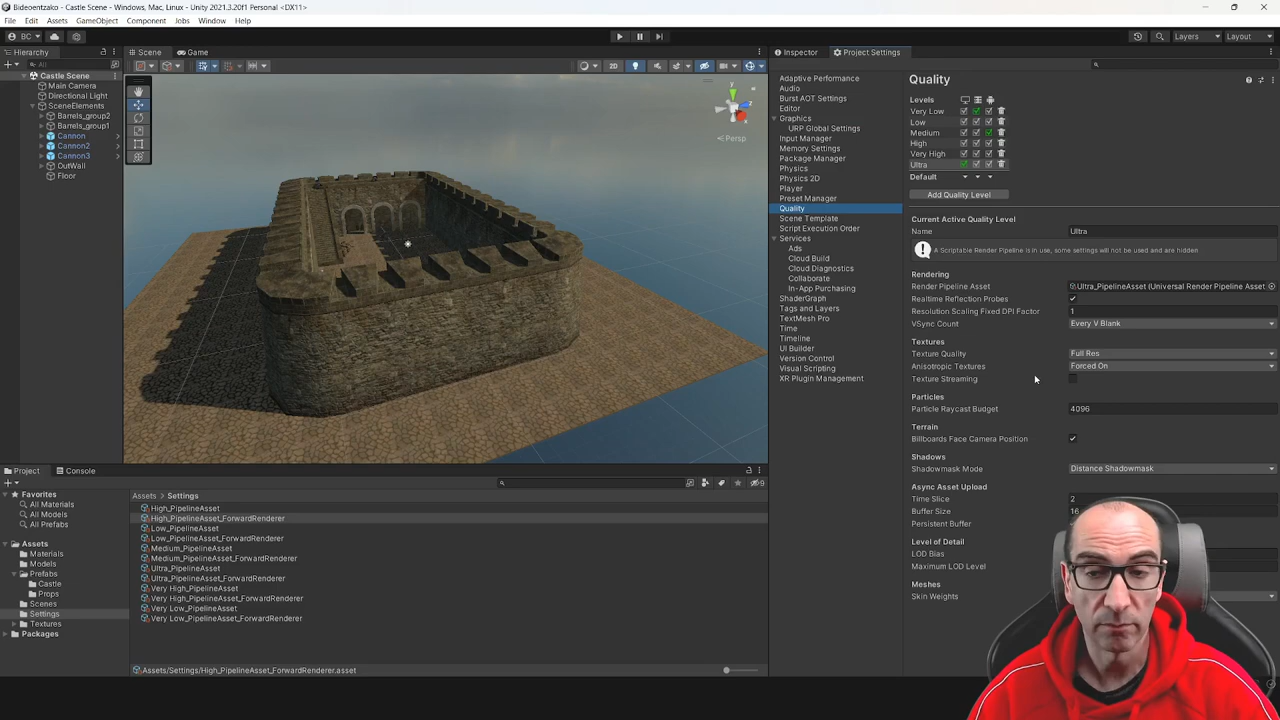 Bideoentzako - Castle Scene - Windows, Mac, Linux - Unity 2021.3.20f1 Personal <DX11>
File Edit Assets GameObject Component Jobs Window Help
BC
Layers
Layout
Hierarchy
All
Castle Scene
Main Camera
Directional Light
SceneElements
Barrels_group2
Barrels_group1
Cannon
Cannon2
Cannon3
OutWall
Floor
Scene
Game
2D
y
z
Persp
Inspector
Project Settings
Adaptive Performance
Audio
Burst AOT Settings
Editor
Graphics
URP Global Settings
Input Manager
Memory Settings
Package Manager
Physics
Physics 2D
Player
Preset Manager
Quality
Scene Template
Script Execution Order
Services
Ads
Cloud Build
Cloud Diagnostics
Collaborate
In-App Purchasing
ShaderGraph
Tags and Layers
TextMesh Pro
Time
Timeline
UI Builder
Version Control
Visual Scripting
XR Plugin Management
Quality
Levels
Very Low
Low
Medium
High
Very High
Ultra
Default
Add Quality Level
Current Active Quality Level
Name Ultra
A Scriptable Render Pipeline is in use, some settings will not be used and are hidden
Rendering
Render Pipeline Asset Ultra_PipelineAsset (Universal Render Pipeline Asset
Realtime Reflection Probes
Resolution Scaling Fixed DPI Factor 1
VSync Count Every V Blank
Textures
Texture Quality Full Res
Anisotropic Textures Forced On
Texture Streaming
Particles
Particle Raycast Budget 4096
Terrain
Billboards Face Camera Position
Shadows
Shadowmask Mode Distance Shadowmask
Async Asset Upload
Time Slice 2
Buffer Size 16
Persistent Buffer
Level of Detail
LOD Bias
Maximum LOD Level
Meshes
Skin Weights
Project
Console
9
Favorites
All Materials
All Models
All Prefabs
Assets
Materials
Models
Prefabs
Castle
Props
Scenes
Settings
Textures
Packages
Assets > Settings
High_PipelineAsset
High_PipelineAsset_ForwardRenderer
Low_PipelineAsset
Low_PipelineAsset_ForwardRenderer
Medium_PipelineAsset
Medium_PipelineAsset_ForwardRenderer
Ultra_PipelineAsset
Ultra_PipelineAsset_ForwardRenderer
Very High_PipelineAsset
Very High_PipelineAsset_ForwardRenderer
Very Low_PipelineAsset
Very Low_PipelineAsset_ForwardRenderer
Assets/Settings/High_PipelineAsset_ForwardRenderer.asset